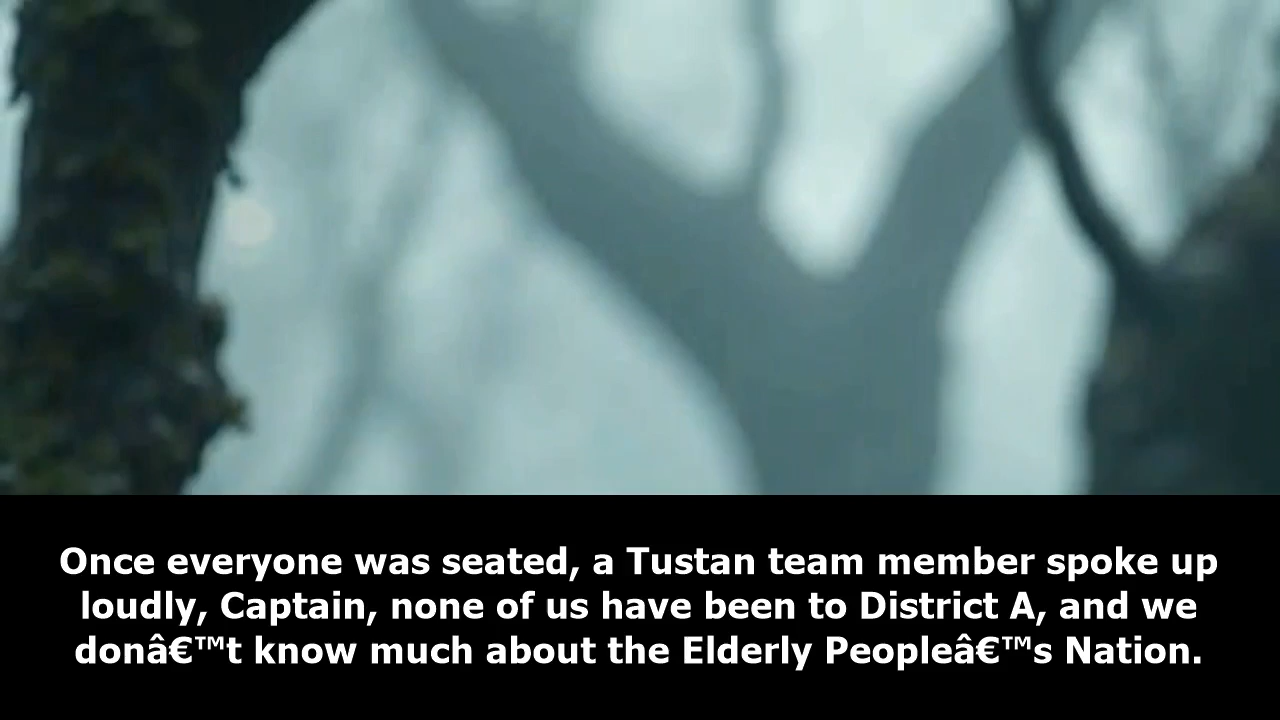 Once everyone was seated, a Tustan team member spoke up
loudly, Captain, none of us have been to District A, and we
donâ€™t know much about the Elderly Peopleâ€™s Nation.